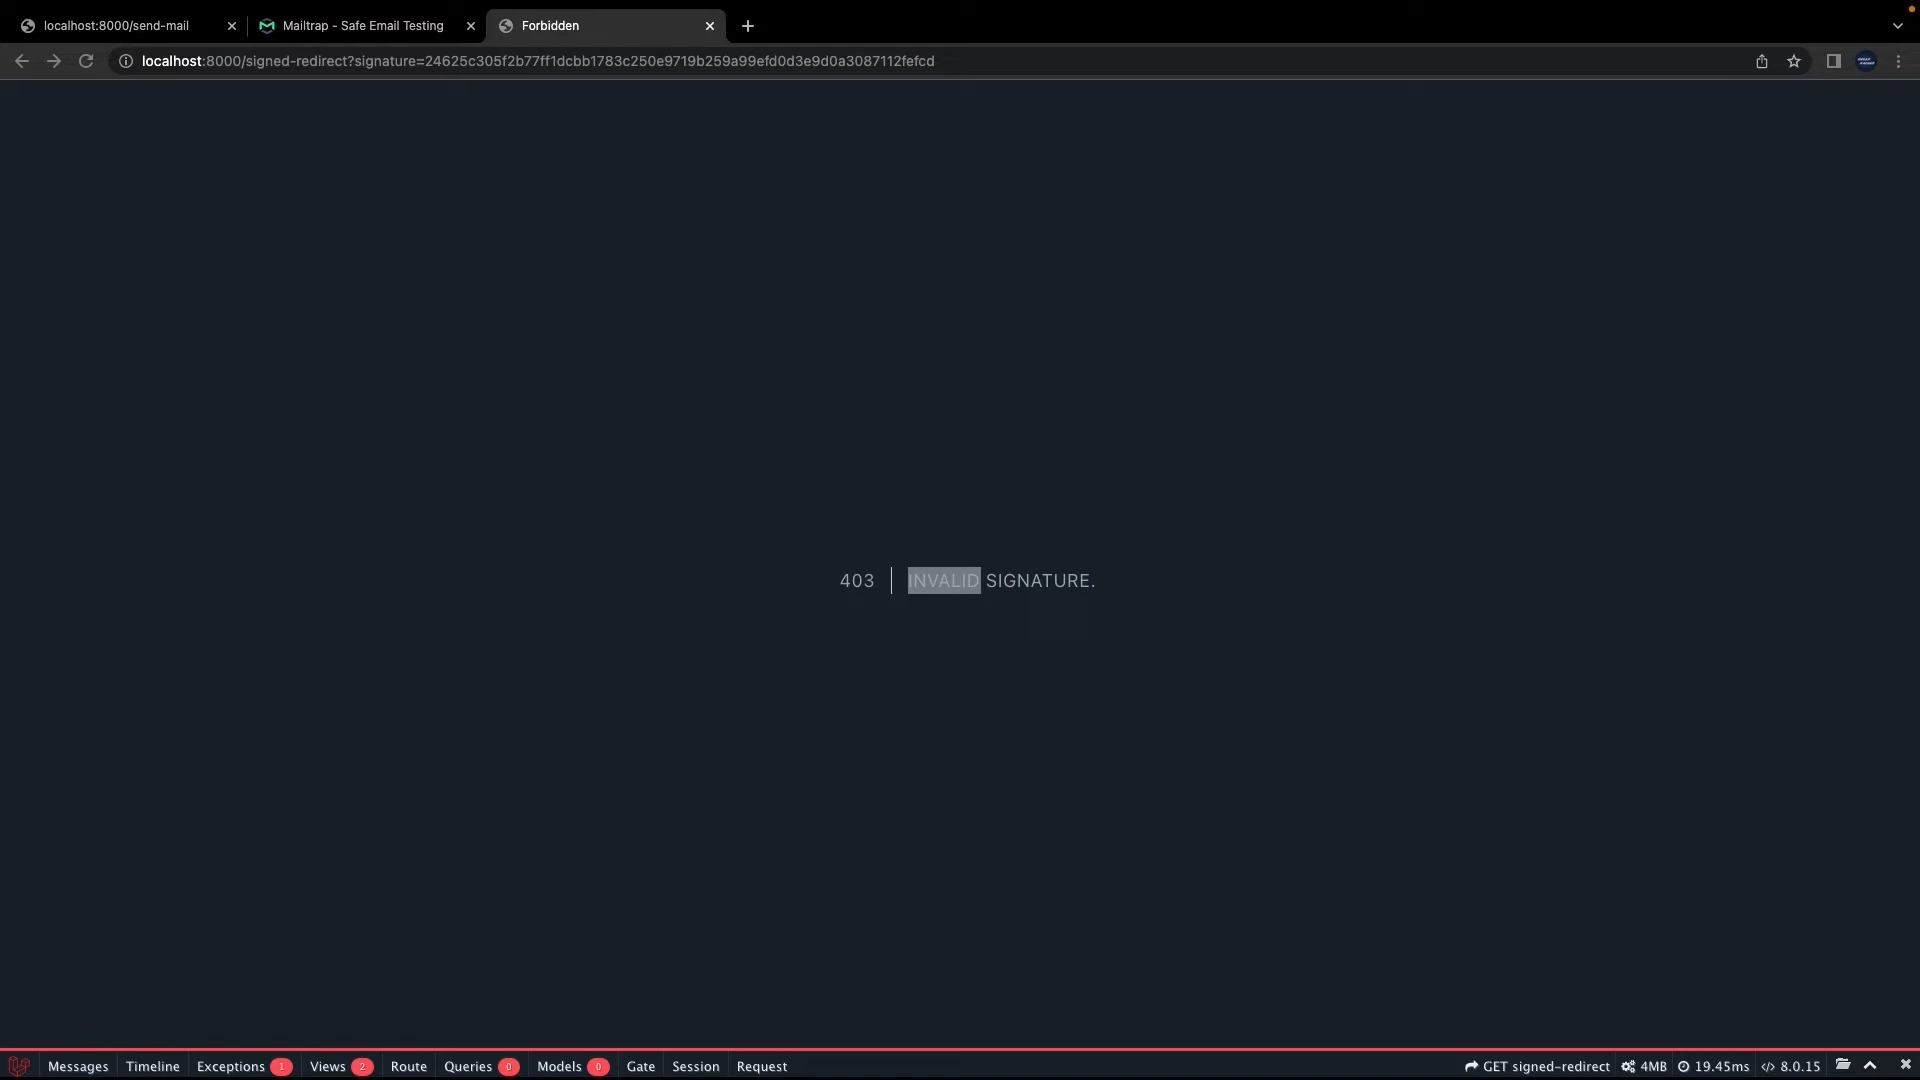 localhost:8000/send-mail
Mailtrap - Safe Email Testing
Forbidden
localhost:8000/signed-redirect?signature=24625c305f2b77ff1dcbb1783c250e9719b259a99efd0d3e9d0a3087112fefcd
403 INVALID SIGNATURE.
Messages Timeline Exceptions 1 Views 2 Route Queries 0 Models 0 Gate Session Request GET signed-redirect 4MB 19.45ms 8.0.15